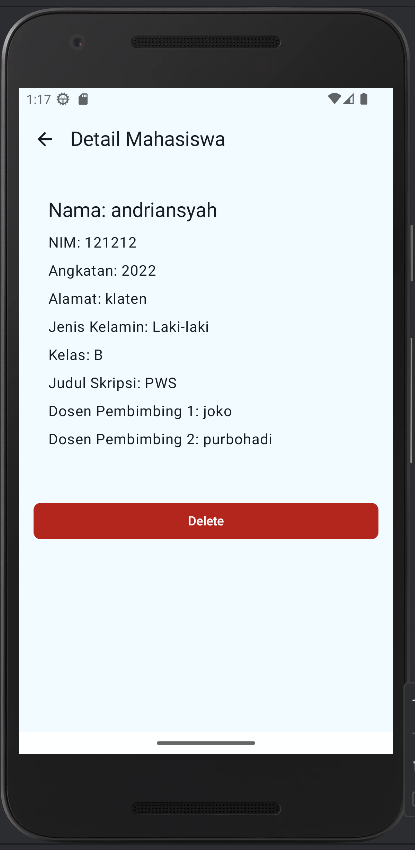 1:17
Detail Mahasiswa
Nama: andriansyah
NIM: 121212
Angkatan: 2022
Alamat: klaten
Jenis Kelamin: Laki-laki
Kelas: B
Judul Skripsi: PWS
Dosen Pembimbing 1: joko
Dosen Pembimbing 2: purbohadi
Delete